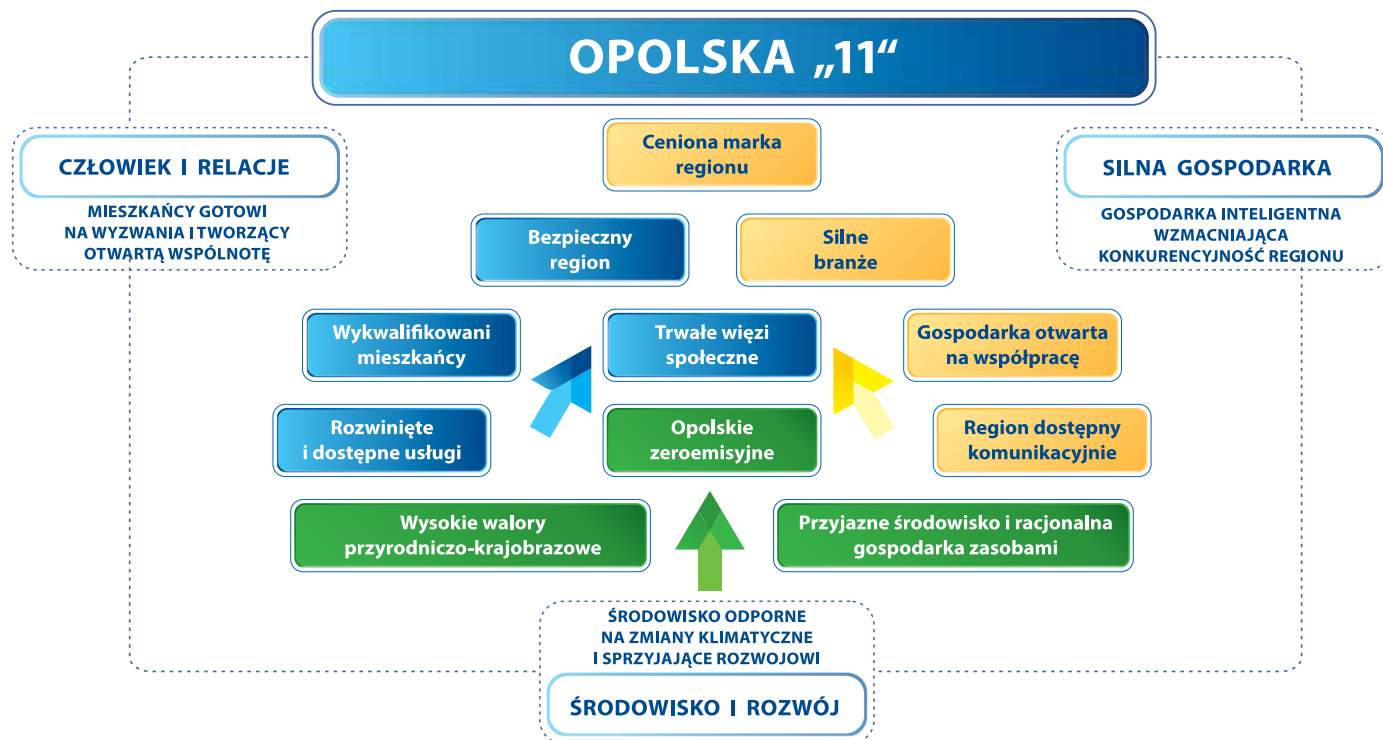 OPOLSKA „11“
CZŁOWIEK I RELACJE
MIESZKAŃCY GOTOWI
NA WYZWANIA I TWORZĄCY
OTWARTĄ WSPÓLNOTĘ
SILNA GOSPODARKA
GOSPODARKA INTELIGENTNA
WZMACNIAJĄCA
KONKURENCYJNOŚĆ REGIONU
Ceniona marka
regionu
Bezpieczny
region
Silne
branże
Wykwalifikowani
mieszkańcy
Trwałe więzi
społeczne
Gospodarka otwarta
na współpracę
Rozwinięte
i dostępne usługi
Opolskie
zeroemisyjne
Region dostępny
komunikacyjnie
Wysokie walory
przyrodniczo-krajobrazowe
Przyjazne środowisko i racjonalna
gospodarka zasobami
ŚRODOWISKO ODPORNE
NA ZMIANY KLIMATYCZNE
I SPRZYJAJĄCE ROZWOJOWI
ŚRODOWISKO I ROZWÓJ